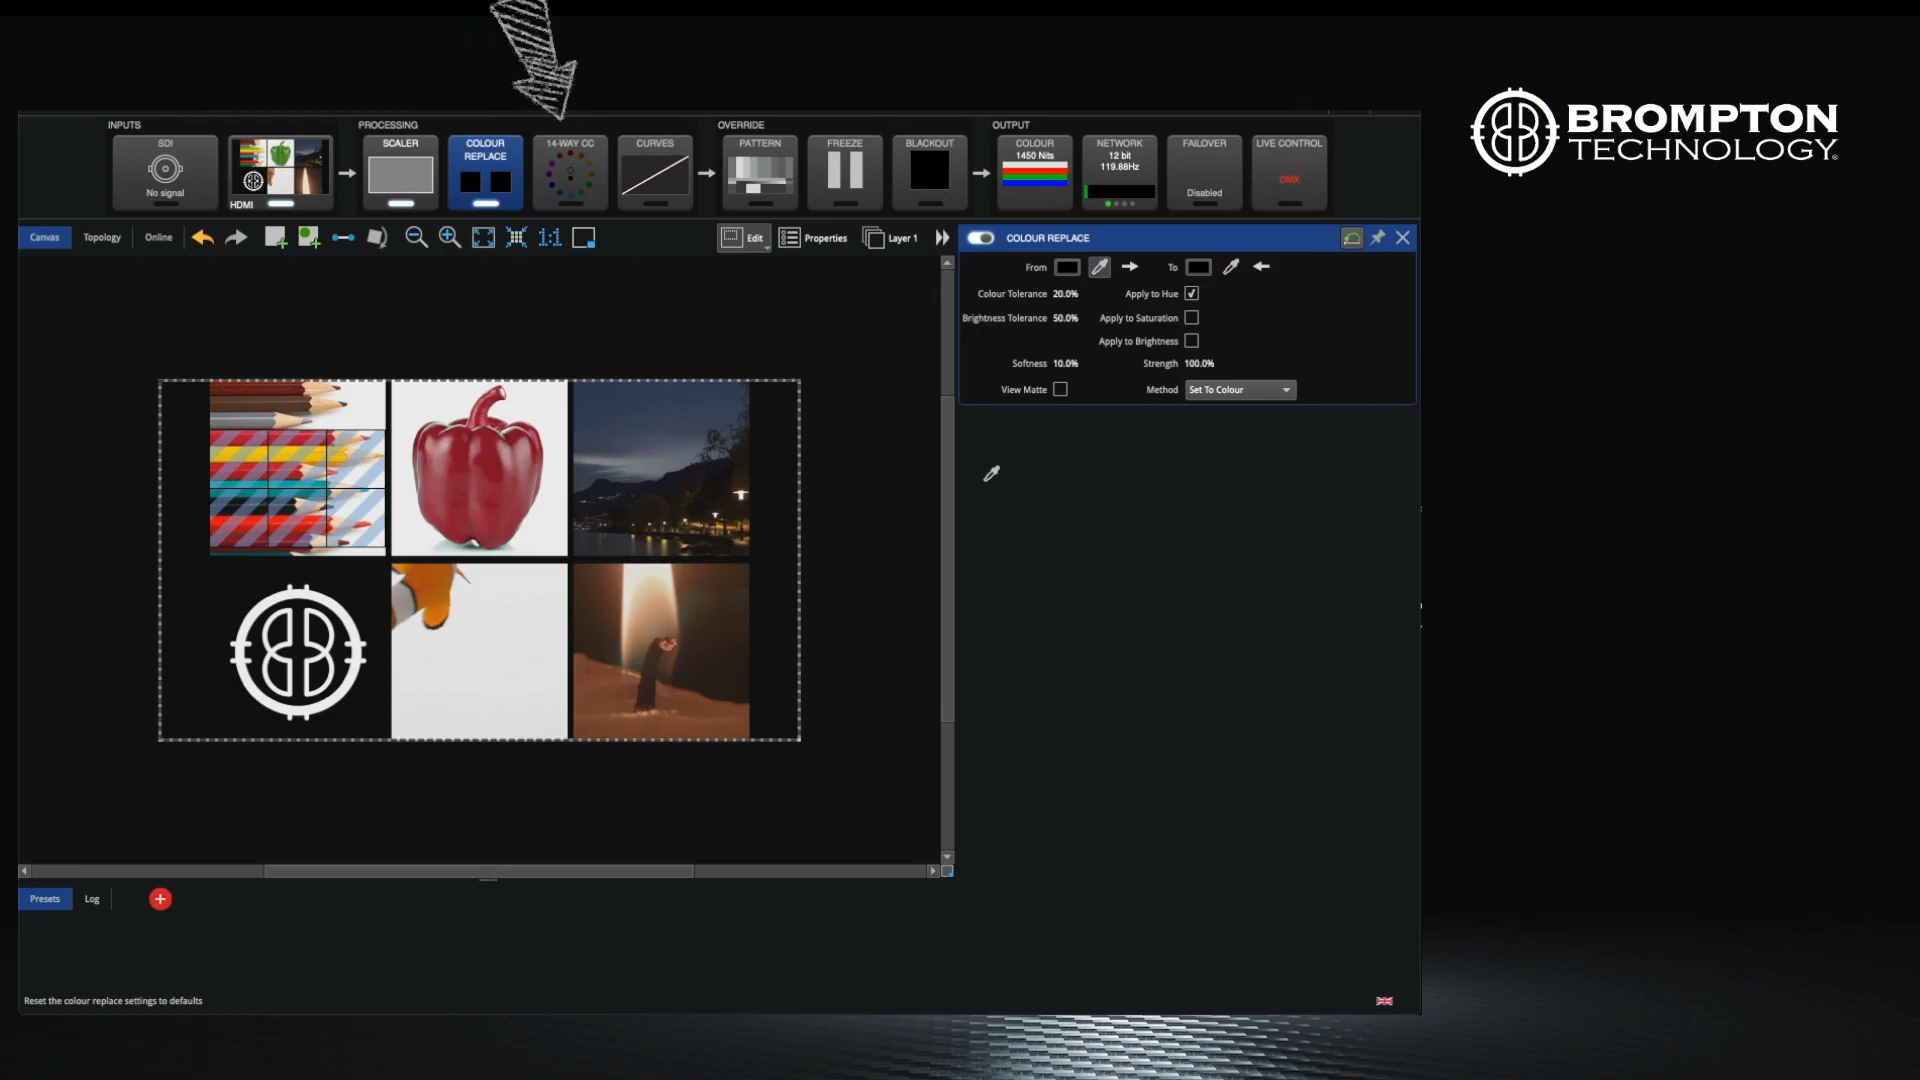 BROMPTON
TECHNOLOGY
INPUTS
PROCESSING
OVERRIDE
OUTPUT
SDI
No signal
HDMI
SCALER
COLOUR
REPLACE
14-WAY CC
CURVES
PATTERN
FREEZE
BLACKOUT
COLOUR
1450 Nits
NETWORK
12 bit
119.88Hz
FAILOVER
Disabled
LIVE CONTROL
DMX
Canvas
Topology
Online
1:1
Edit
Properties
Layer 1
COLOUR REPLACE
From
To
Colour Tolerance 20.0%
Apply to Hue
Brightness Tolerance 50.0%
Apply to Saturation
Apply to Brightness
Softness 10.0%
Strength 100.0%
View Matte
Method Set To Colour
Presets
Log
Reset the colour replace settings to defaults